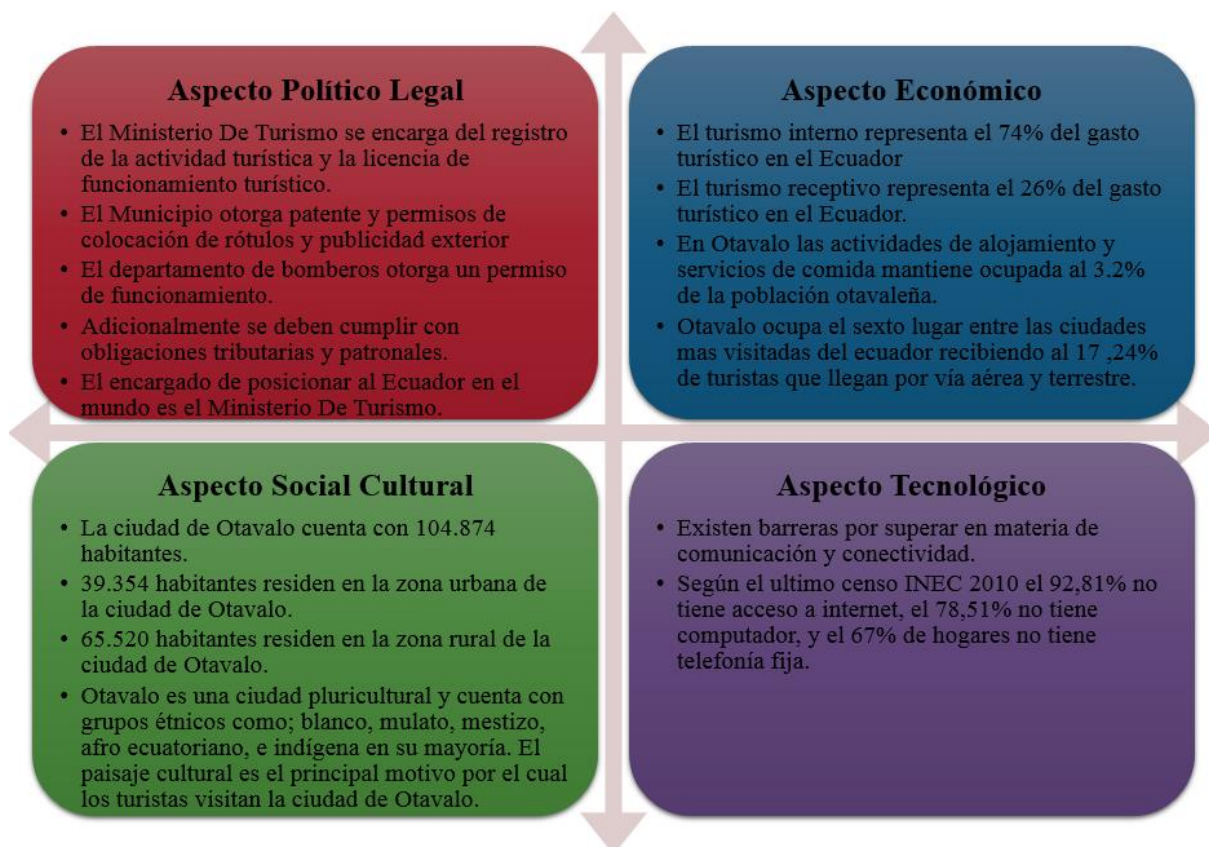 Aspecto Político Legal
• El Ministerio De Turismo se encarga del registro
de la actividad turística y la licencia de
funcionamiento turístico.
• El Municipio otorga patente y permisos de
colocación de rótulos y publicidad exterior
• El departamento de bomberos otorga un permiso
de funcionamiento.
• Adicionalmente se deben cumplir con
obligaciones tributarias y patronales.
• El encargado de posicionar al Ecuador en el
mundo es el Ministerio De Turismo.
Aspecto Económico
• El turismo interno representa el 74% del gasto
turístico en el Ecuador
• El turismo receptivo representa el 26% del gasto
turístico en el Ecuador.
• En Otavalo las actividades de alojamiento y
servicios de comida mantiene ocupada al 3.2%
de la población otavaleña.
• Otavalo ocupa el sexto lugar entre las ciudades
mas visitadas del ecuador recibiendo al 17 ,24%
de turistas que llegan por vía aérea y terrestre.
Aspecto Social Cultural
• La ciudad de Otavalo cuenta con 104.874
habitantes.
• 39.354 habitantes residen en la zona urbana de
la ciudad de Otavalo.
• 65.520 habitantes residen en la zona rural de la
ciudad de Otavalo.
• Otavalo es una ciudad pluricultural y cuenta con
grupos étnicos como; blanco, mulato, mestizo,
afro ecuatoriano, e indígena en su mayoría. El
paisaje cultural es el principal motivo por el cual
los turistas visitan la ciudad de Otavalo.
Aspecto Tecnológico
• Existen barreras por superar en materia de
comunicación y conectividad.
• Según el ultimo censo INEC 2010 el 92,81% no
tiene acceso a internet, el 78,51% no tiene
computador, y el 67% de hogares no tiene
telefonía fija.